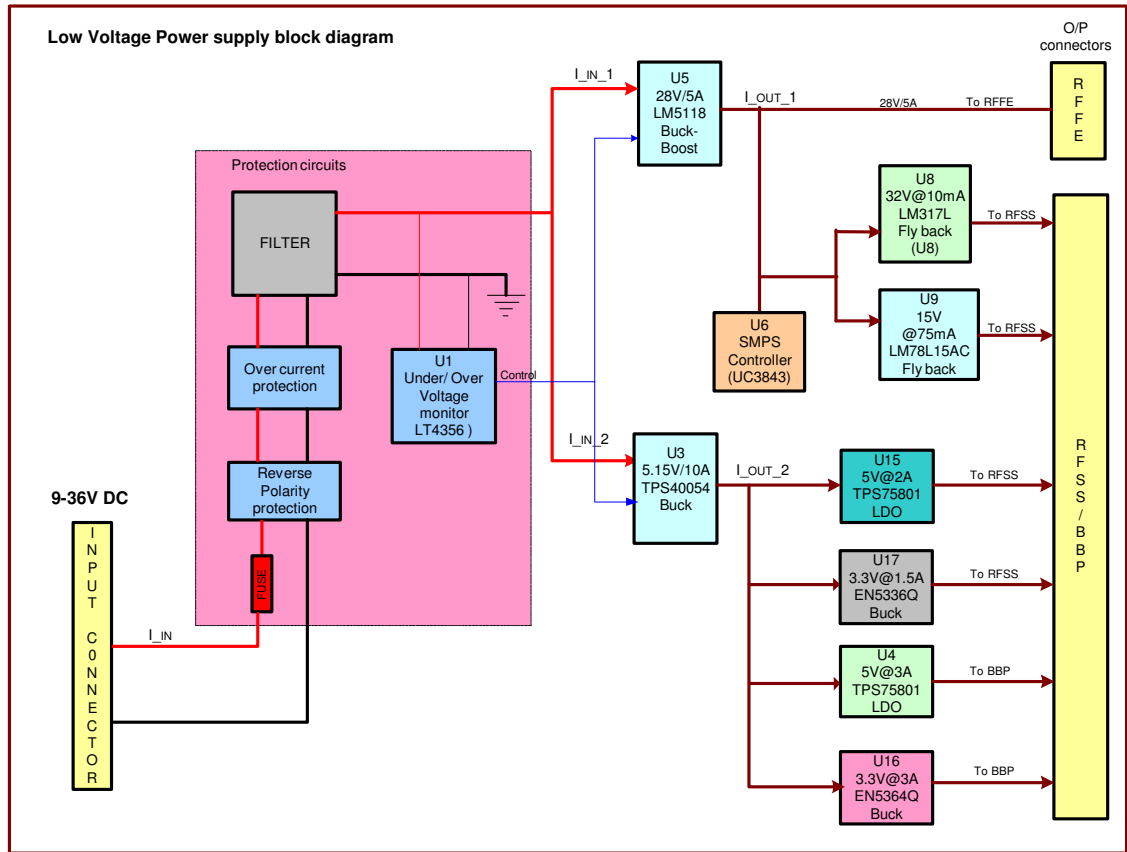 Low Voltage Power supply block diagram
O/P
connectors
I_IN_1
U5
28V/5A
LM5118
Buck-
Boost
I_OUT_1
28V/5A
To RFFE
R
F
F
E
Protection circuits
FILTER
U8
32V@10mA
LM317L
Fly back
(U8)
To RFSS
U9
15V
@75mA
LM78L15AC
Fly back
To RFSS
U6
SMPS
Controller
(UC3843)
Over current
protection
U1
Under/ Over
Voltage
monitor
LT4356 )
Control
I_IN_2
U3
5.15V/10A
TPS40054
Buck
I_OUT_2
U15
5V@2A
TPS75801
LDO
To RFSS
Reverse
Polarity
protection
U17
3.3V@1.5A
EN5336Q
Buck
To RFSS
U4
5V@3A
TPS75801
LDO
To BBP
U16
3.3V@3A
EN5364Q
Buck
To BBP
R
F
S
S
/
B
B
P
9-36V DC
FUSE
I_IN
I
N
P
U
T
C
0
N
N
E
C
T
O
R